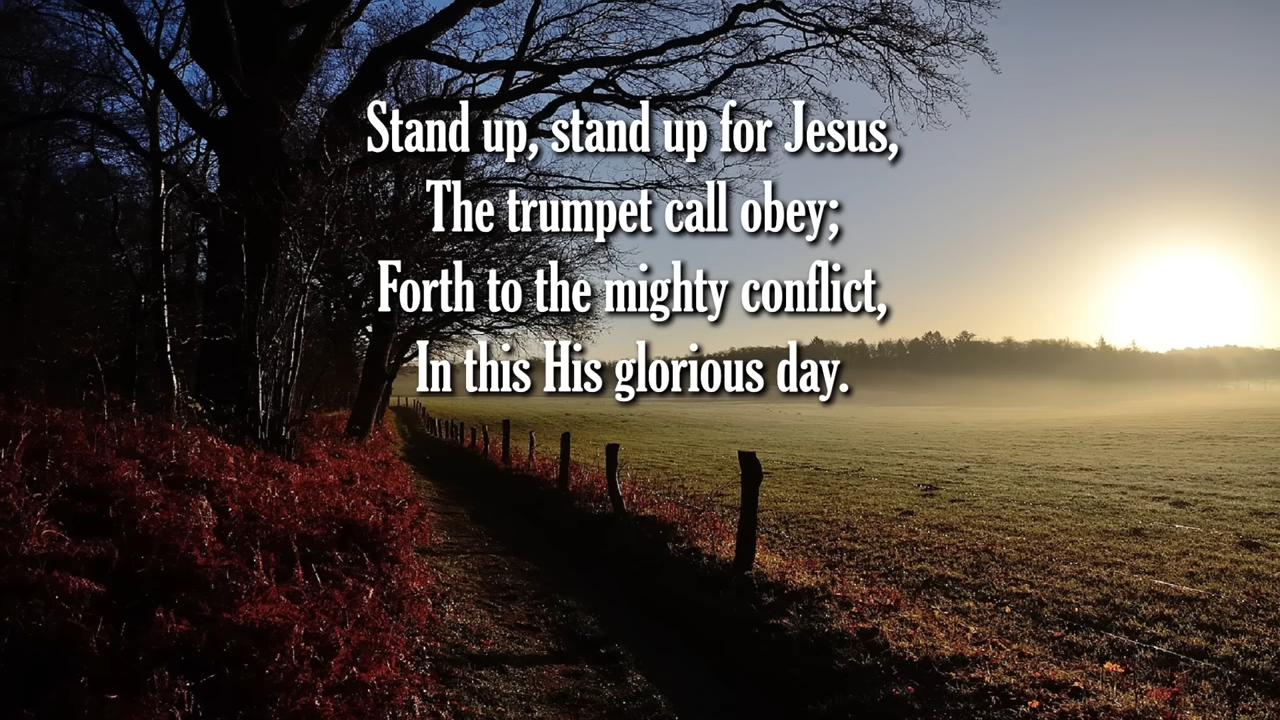 Stand up, stand up for Jesus,
The trumpet call obey;
Forth to the mighty conflict,
In this His glorious day.